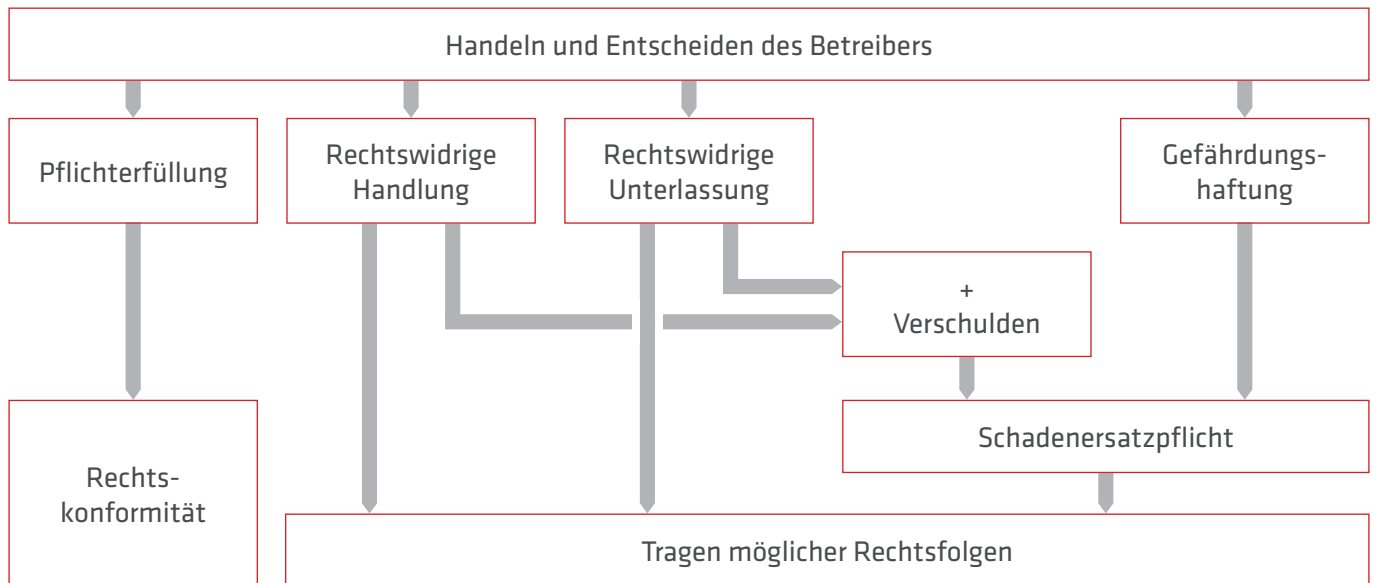 Handeln und Entscheiden des Betreibers
Pflichterfüllung
Rechtswidrige
Handlung
Rechtswidrige
Unterlassung
Gefährdungs-
haftung
+
Verschulden
Schadenersatzpflicht
Rechts-
konformität
Tragen möglicher Rechtsfolgen